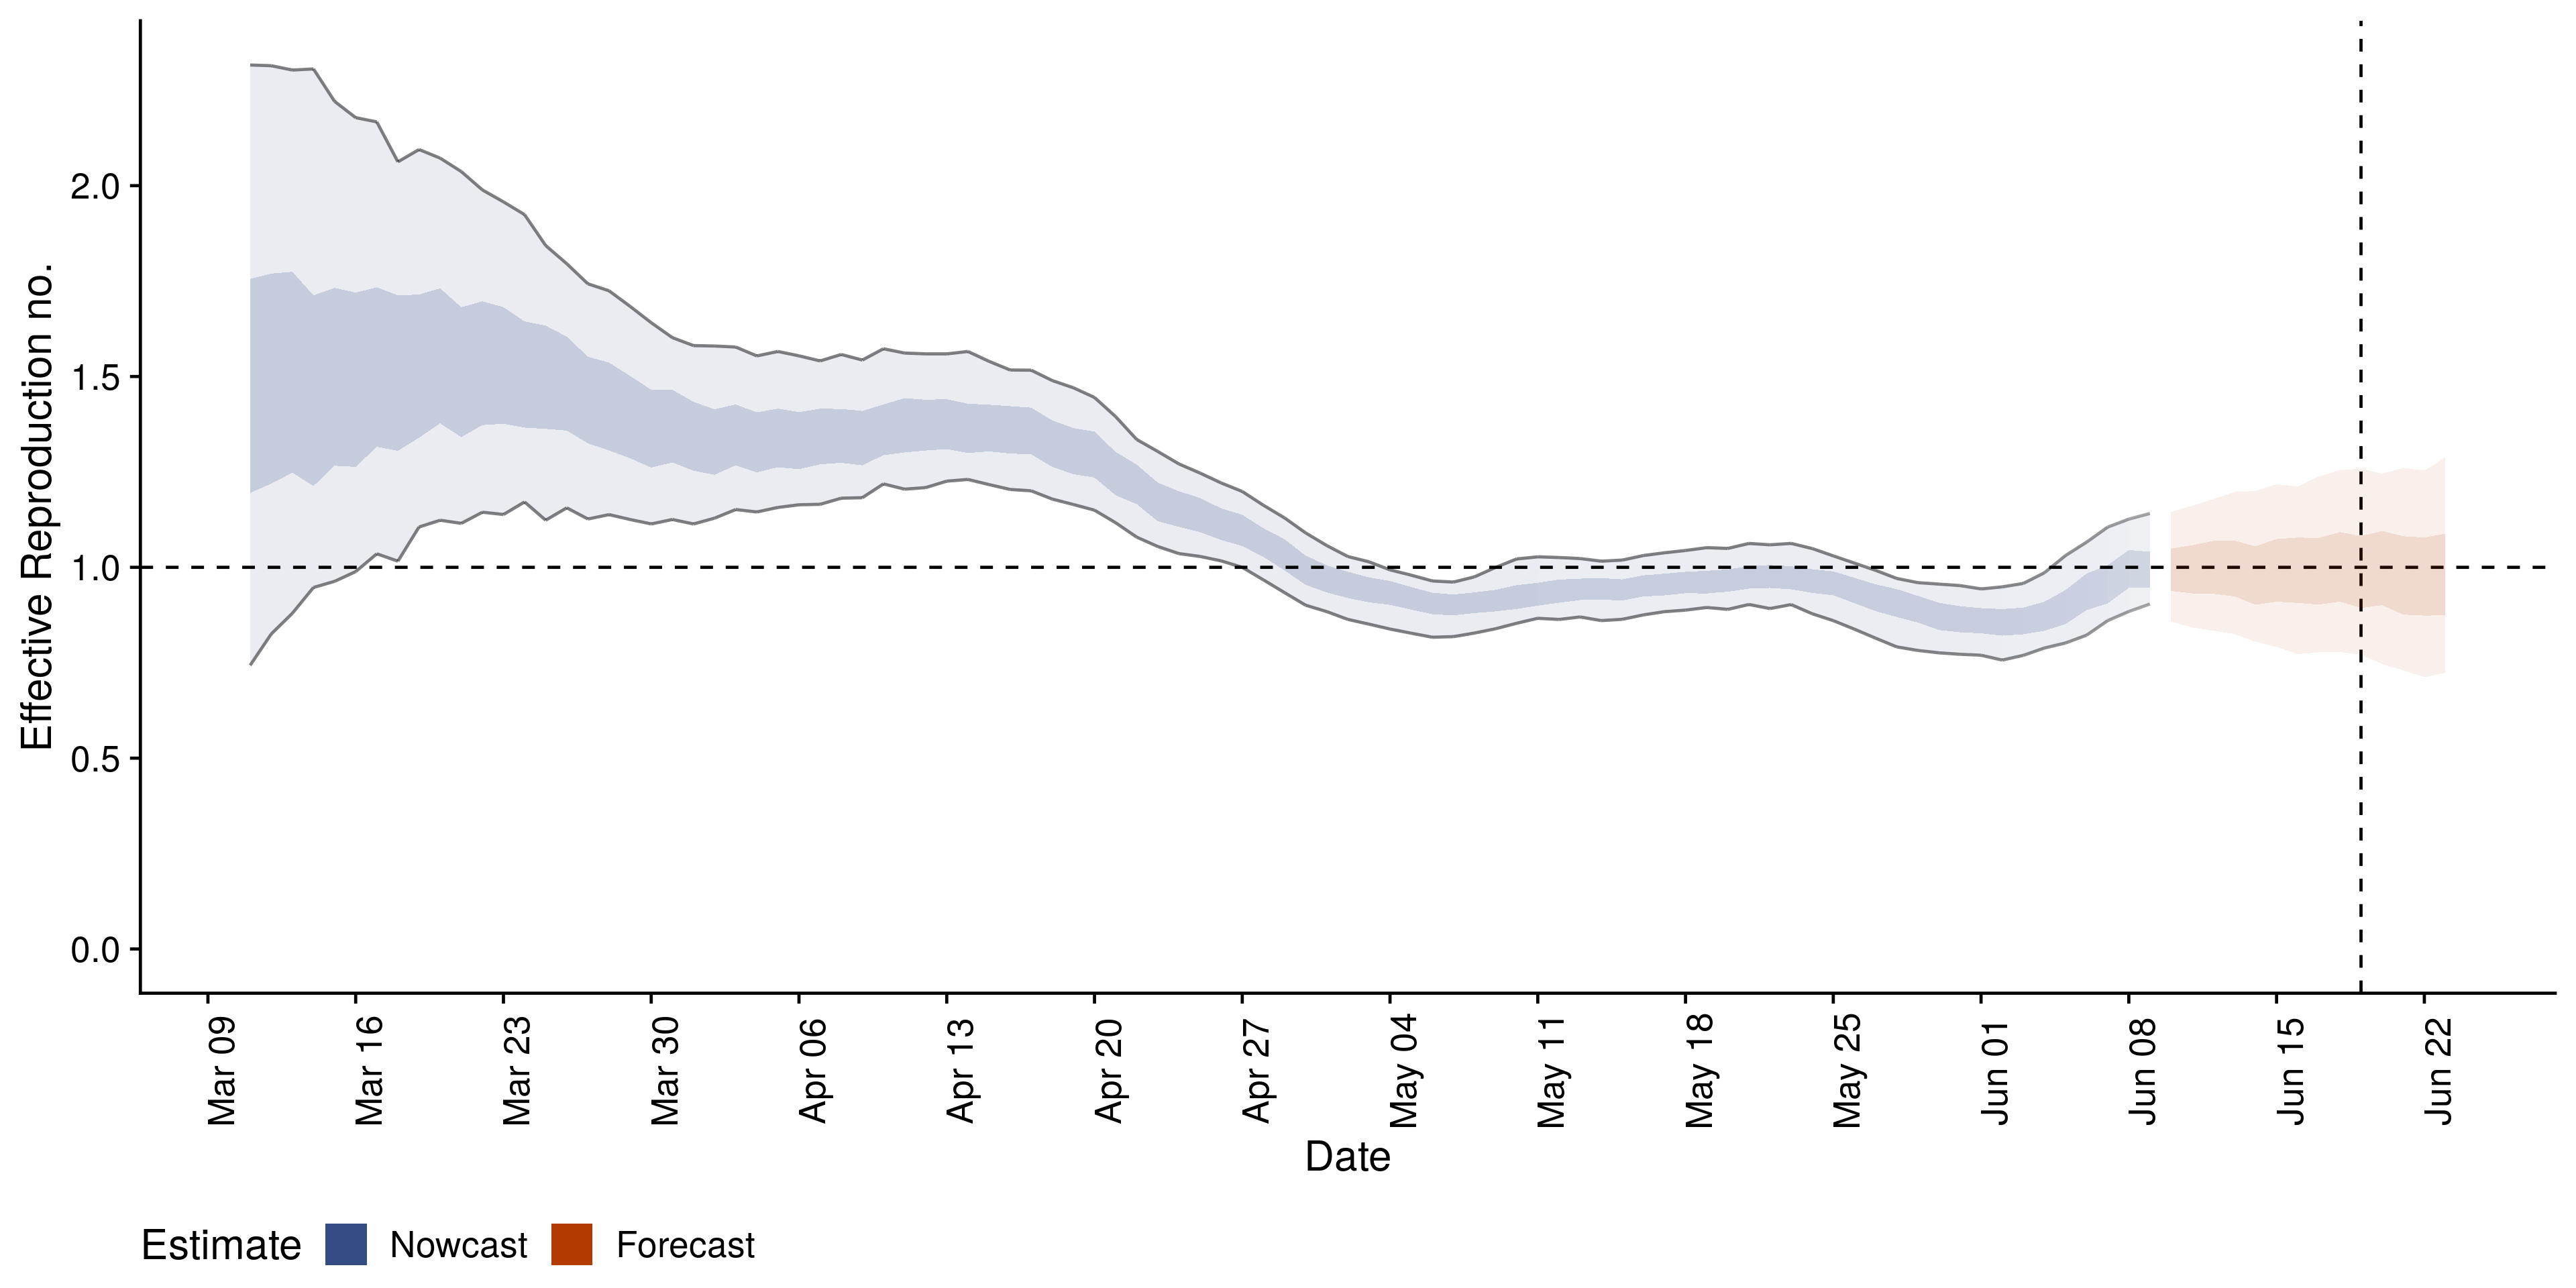 Effective Reproduction no.
2.0
1.5
1.0
0.5
0.0
Mar 09
Mar 16
Mar 23
Mar 30
Apr 06
Apr 13
Apr 20
Apr 27
May 04
May 11
May 18
May 25
Jun 01
Jun 08
Jun 15
Jun 22
Date
Estimate Nowcast Forecast